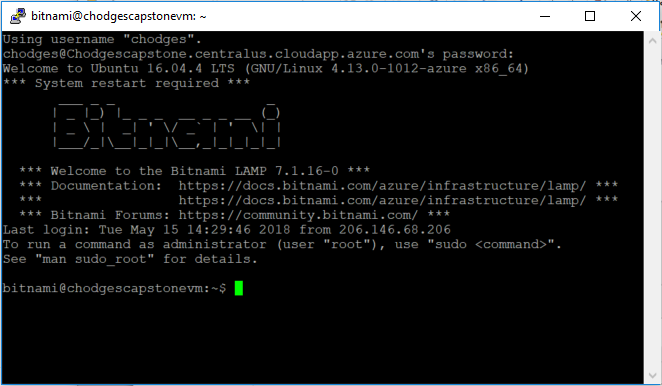 bitnami@chodgescapstonevm: ~
Using username "chodges".
chodges@Chodgescapstone.centralus.cloudapp.azure.com's password:
Welcome to Ubuntu 16.04.4 LTS (GNU/Linux 4.13.0-1012-azure x86_64)
*** System restart required ***
Bitnami
*** Welcome to the Bitnami LAMP 7.1.16-0 ***
*** Documentation:  https://docs.bitnami.com/azure/infrastructure/lamp/ ***
***                 https://docs.bitnami.com/azure/infrastructure/lamp/ ***
*** Bitnami Forums: https://community.bitnami.com/ ***
Last login: Tue May 15 14:29:46 2018 from 206.146.68.206
To run a command as administrator (user "root"), use "sudo <command>".
See "man sudo_root" for details.
bitnami@chodgescapstonevm:~$